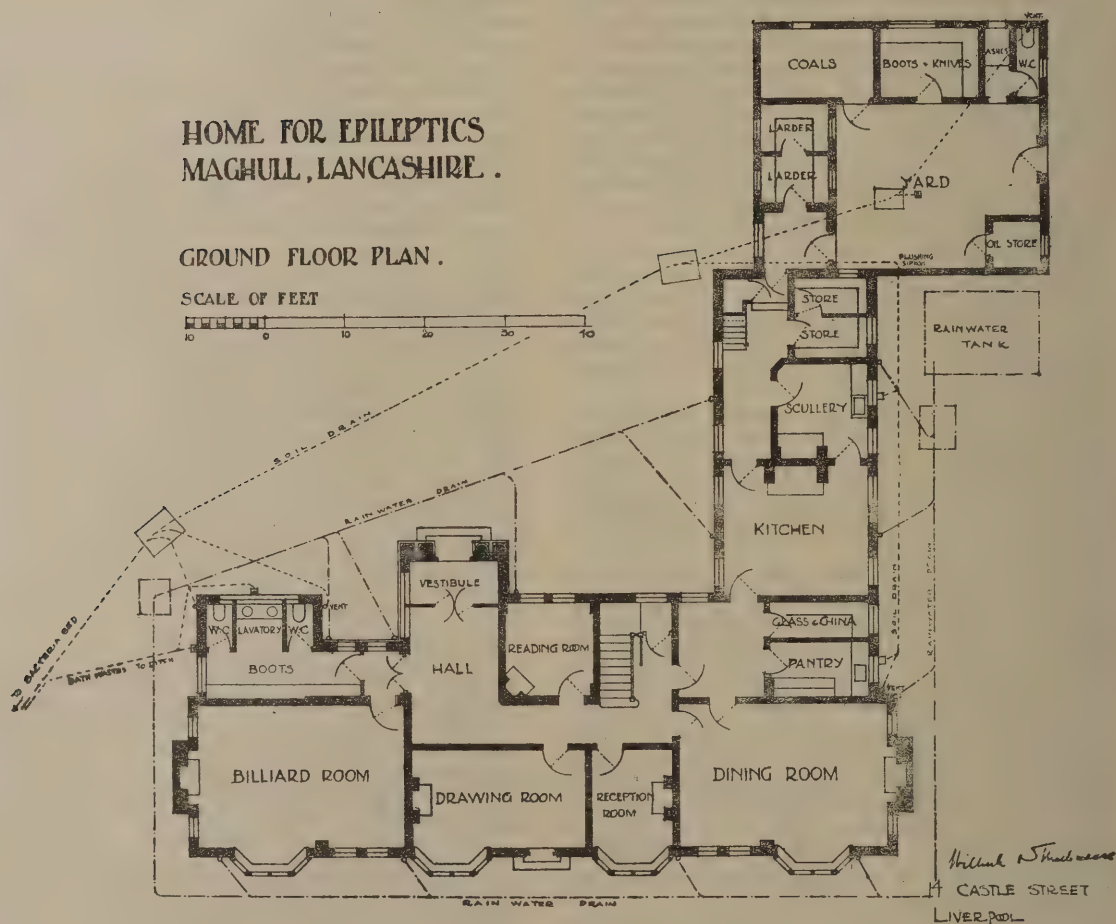 HOME FOR EPILEPTICS
MAGHULL, LANCASHIRE.
GROUND FLOOR PLAN.
SCALE OF FEET
10 0 10 20 30 40
VENT.
COALS
BOOTS & KNIVES
ASHES
W.C
LARDER
LARDER
YARD
OIL STORE
FLUSHING
SIPHON
STORE
STORE
RAINWATER
TANK
SCULLERY
SOIL DRAIN
RAIN WATER DRAIN
KITCHEN
VESTIBULE
VENT
W.C
LAVATORY
W.C
GLASS & CHINA
SOIL DRAIN
RAINWATER DRAIN
READING ROOM
HALL
BOOTS
PANTRY
TO BACTERIA BED
BATH WASTES TO DITCH
VENT
BILLIARD ROOM
DRAWING ROOM
RECEPTION
ROOM
DINING ROOM
RAIN WATER DRAIN
14 CASTLE STREET
LIVERPOOL